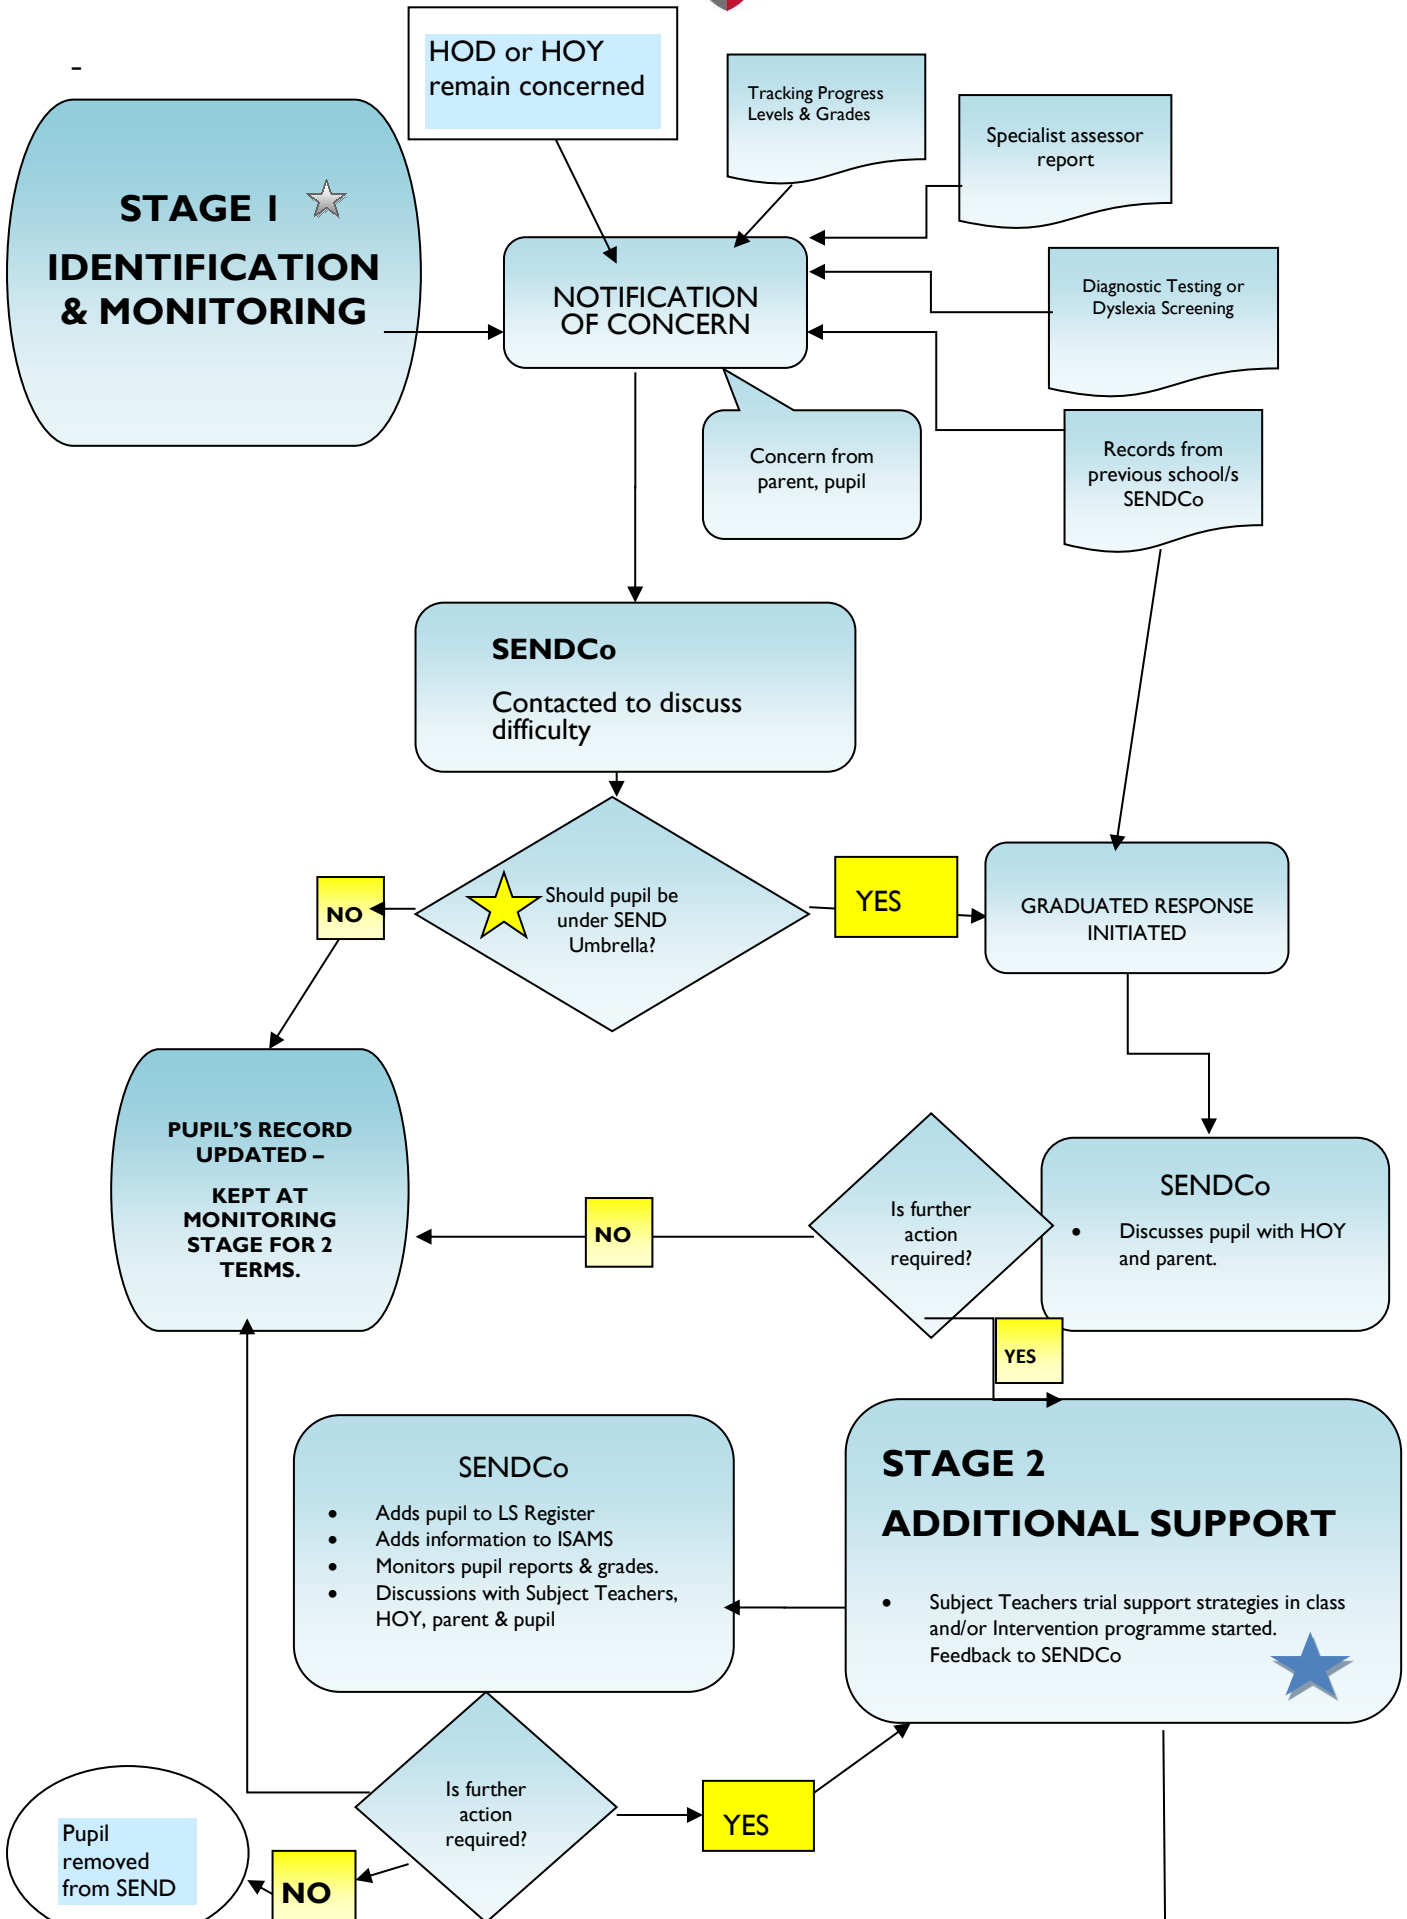 HOD or HOY
remain concerned
-
Tracking Progress
Levels & Grades
Specialist assessor
report
STAGE 1
IDENTIFICATION
& MONITORING
NOTIFICATION
OF CONCERN
Diagnostic Testing or
Dyslexia Screening
Concern from
parent, pupil
Records from
previous school/s
SENDCo
SENDCo
Contacted to discuss
difficulty
NO
Should pupil be
under SEND
Umbrella?
YES
GRADUATED RESPONSE
INITIATED
PUPIL’S RECORD
UPDATED –
KEPT AT
MONITORING
STAGE FOR 2
TERMS.
NO
Is further
action
required?
SENDCo
• Discusses pupil with HOY
and parent.
YES
SENDCo
• Adds pupil to LS Register
• Adds information to ISAMS
• Monitors pupil reports & grades.
• Discussions with Subject Teachers,
HOY, parent & pupil
STAGE 2
ADDITIONAL SUPPORT
• Subject Teachers trial support strategies in class
and/or Intervention programme started.
Feedback to SENDCo
Is further
action
required?
YES
Pupil
removed
from SEND
NO